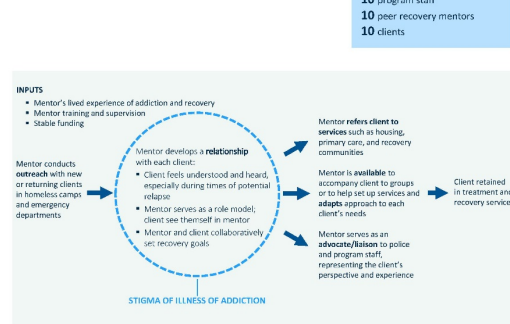 10 program staff
10 peer recovery mentors
10 clients
INPUTS
▪ Mentor's lived experience of addiction and recovery
▪ Mentor training and supervision
▪ Stable funding
Mentor conducts
outreach with new
or returning clients
in homeless camps
and emergency
departments
Mentor develops a relationship
with each client:
▪ Client feels understood and heard,
especially during times of potential
relapse
▪ Mentor serves as a role model;
client see themself in mentor
▪ Mentor and client collaboratively
set recovery goals
STIGMA OF ILLNESS OF ADDICTION
Mentor refers client to
services such as housing,
primary care, and recovery
communities
Mentor is available to
accompany client to groups
or to help set up services and
adapts approach to each
client's needs
Mentor serves as an
advocate/liaison to police
and program staff,
representing the client's
perspective and experience
Client retained
in treatment and
recovery services